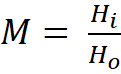 M = H_i / H_o